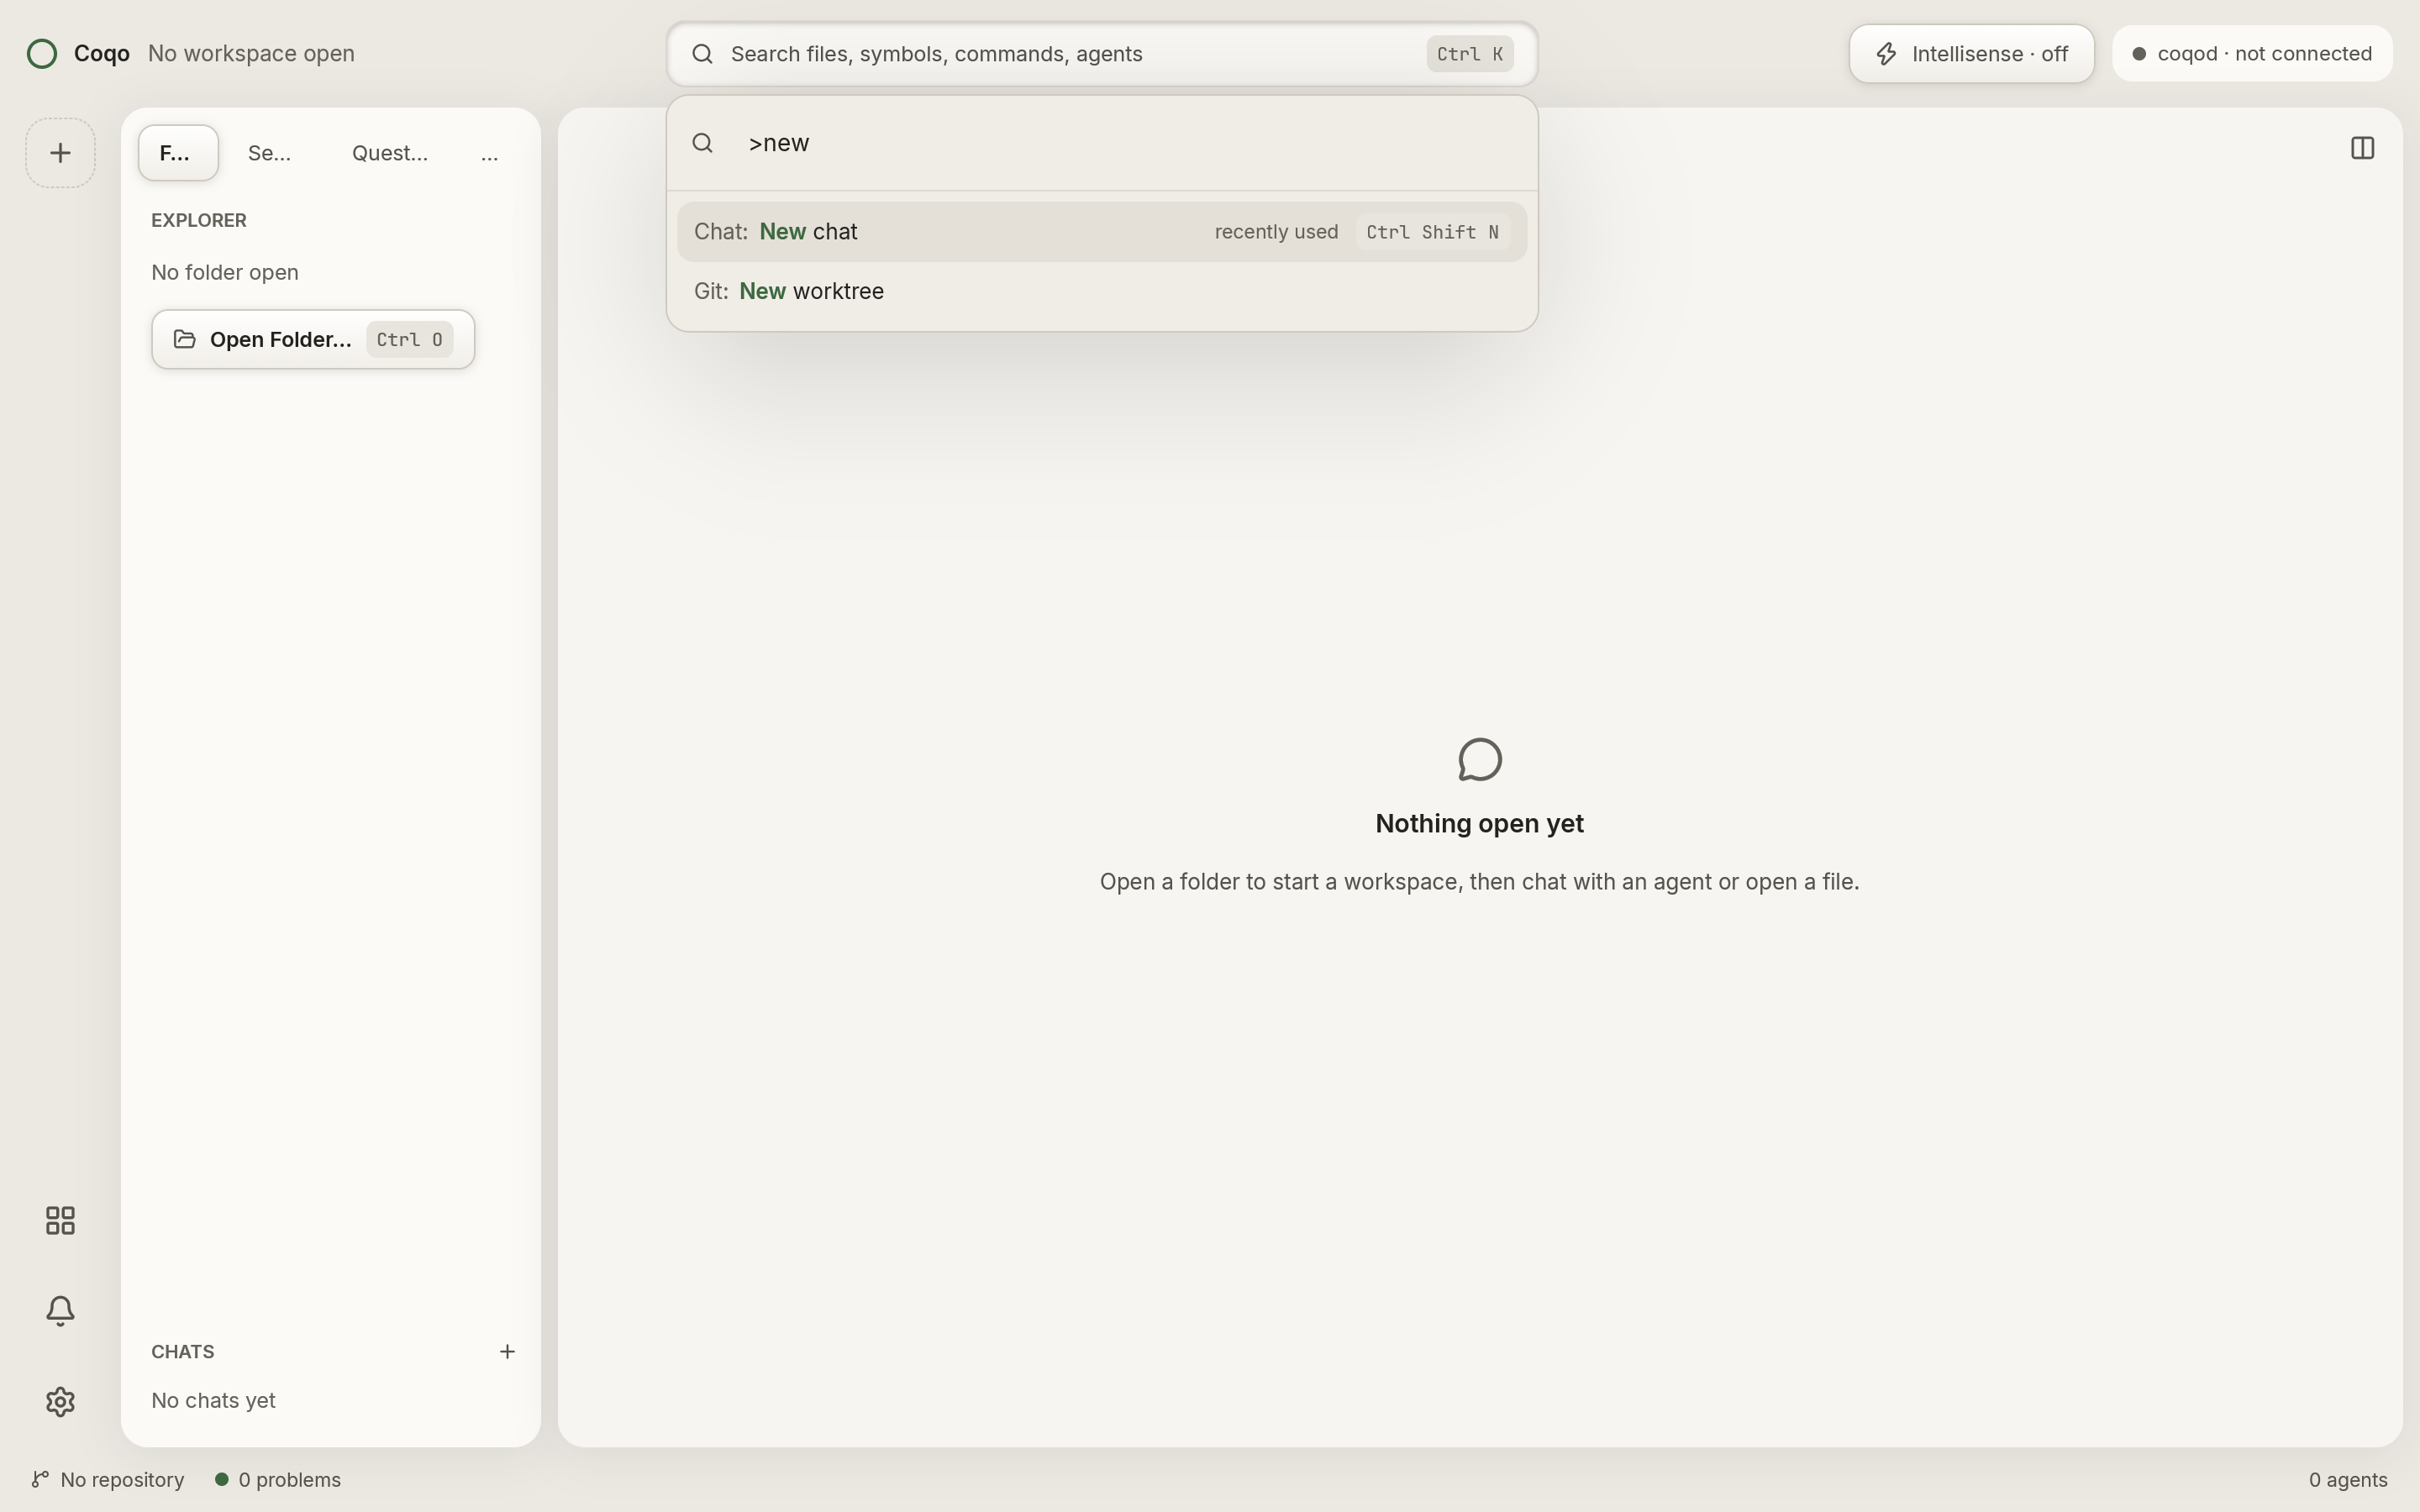 Coqo No workspace open
Search files, symbols, commands, agents Ctrl K
Intellisense · off
coqod · not connected
>new
Chat: New chat recently used Ctrl Shift N
Git: New worktree
F... Se... Quest... ...
EXPLORER
No folder open
Open Folder... Ctrl O
Nothing open yet
Open a folder to start a workspace, then chat with an agent or open a file.
CHATS
No chats yet
No repository 0 problems
0 agents